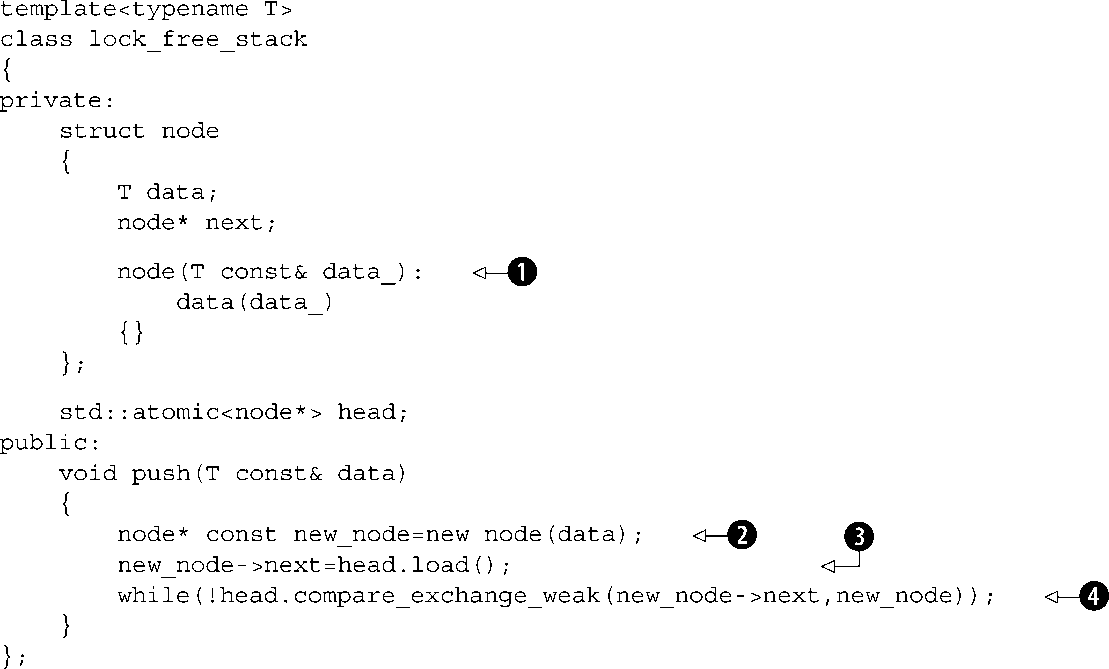 template<typename T>
class lock_free_stack
{
private:
    struct node
    {
        T data;
        node* next;
        node(T const& data_): 1
            data(data_)
        {}
    };
    std::atomic<node*> head;
public:
    void push(T const& data)
    {
        node* const new_node=new node(data); 2
        new_node->next=head.load(); 3
        while(!head.compare_exchange_weak(new_node->next,new_node)); 4
    }
};